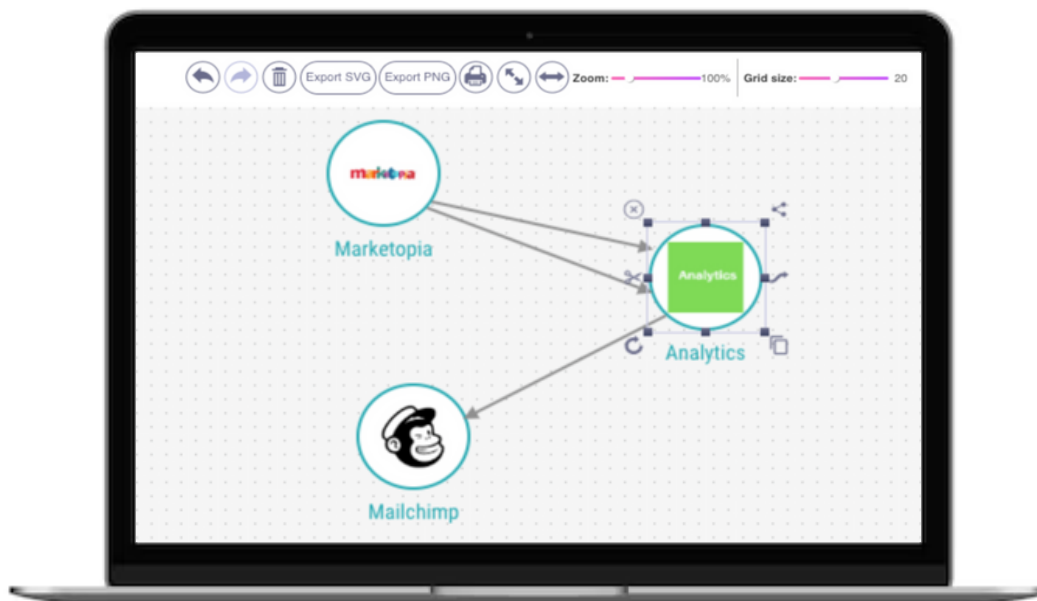 Export SVG
Export PNG
Zoom:
100%
Grid size:
20
marketopia
Marketopia
Analytics
Analytics
Mailchimp